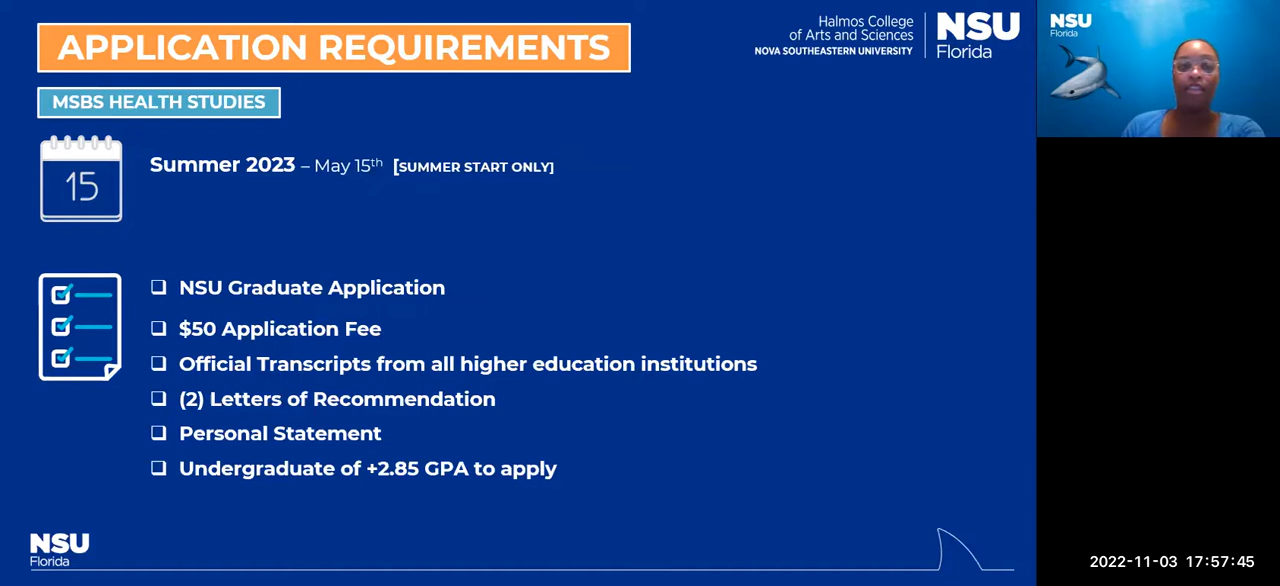 APPLICATION REQUIREMENTS
MSBS HEALTH STUDIES
Halmos College
of Arts and Sciences
NOVA SOUTHEASTERN UNIVERSITY
NSU
Florida
NSU
Florida
15
Summer 2023 – May 15th [SUMMER START ONLY]
❑ NSU Graduate Application
❑ $50 Application Fee
❑ Official Transcripts from all higher education institutions
❑ (2) Letters of Recommendation
❑ Personal Statement
❑ Undergraduate of +2.85 GPA to apply
NSU
Florida
2022-11-03 17:57:45